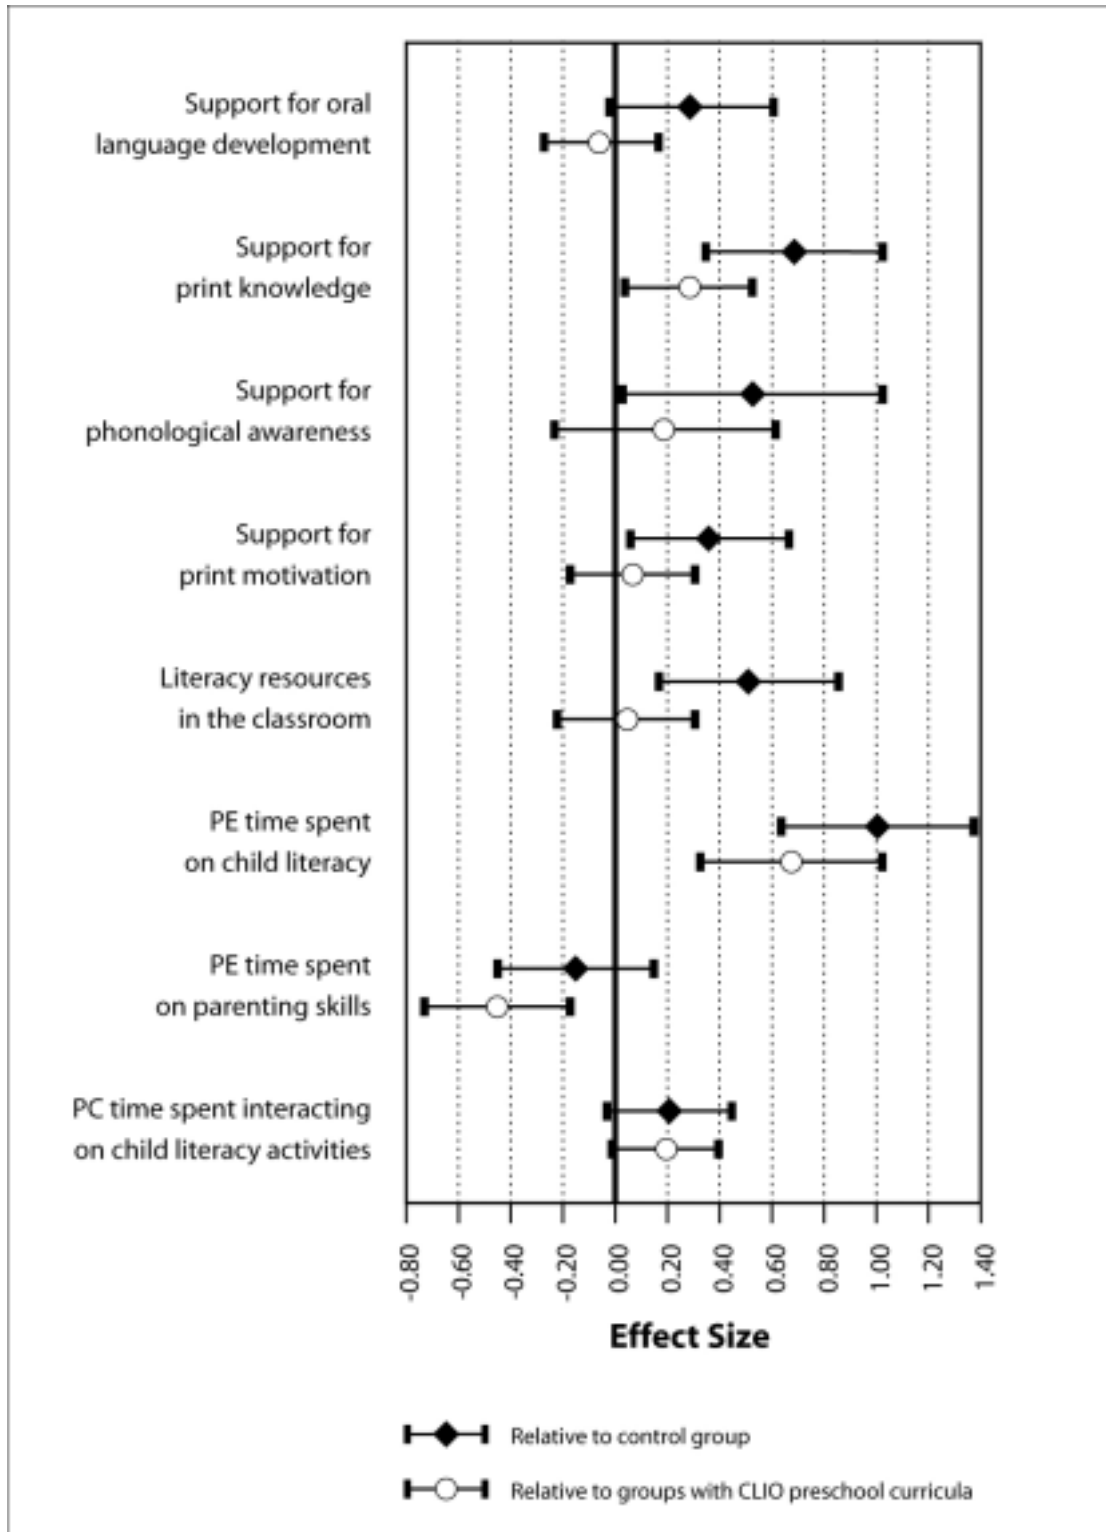 Support for oral
language development
Support for
print knowledge
Support for
phonological awareness
Support for
print motivation
Literacy resources
in the classroom
PE time spent
on child literacy
PE time spent
on parenting skills
PC time spent interacting
on child literacy activities
-0.80 -0.60 -0.40 -0.20 0.00 0.20 0.40 0.60 0.80 1.00 1.20 1.40
Effect Size
Relative to control group
Relative to groups with CLIO preschool curricula